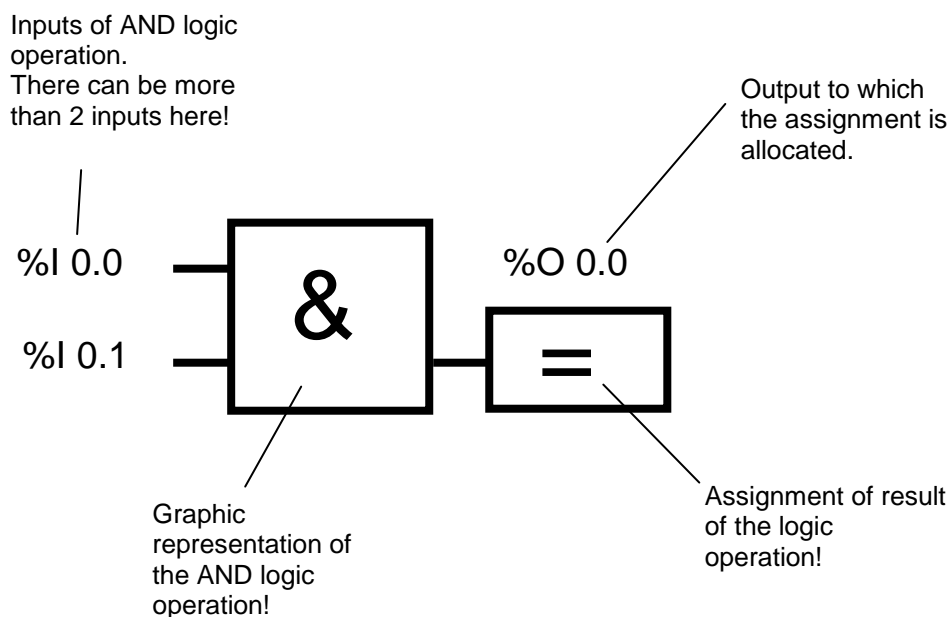 Inputs of AND logic
operation.
There can be more
than 2 inputs here!
Output to which
the assignment is
allocated.
%I 0.0
%O 0.0
&
%I 0.1
=
Graphic
representation of
the AND logic
operation!
Assignment of result
of the logic
operation!